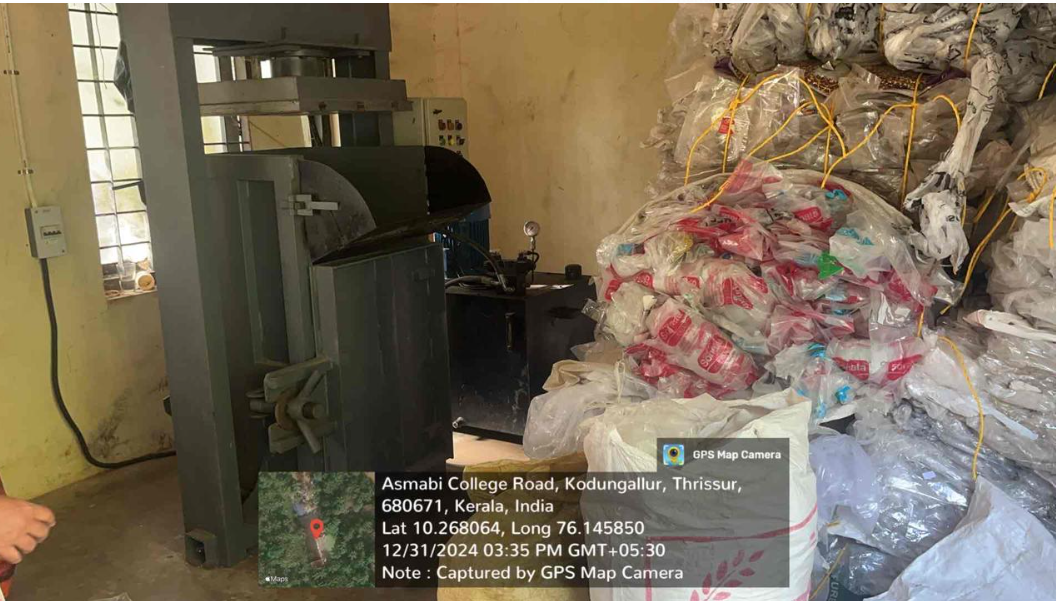 GPS Map Camera
Asmabi College Road, Kodungallur, Thrissur,
680671, Kerala, India
Lat 10.268064, Long 76.145850
12/31/2024 03:35 PM GMT+05:30
Note : Captured by GPS Map Camera
Maps